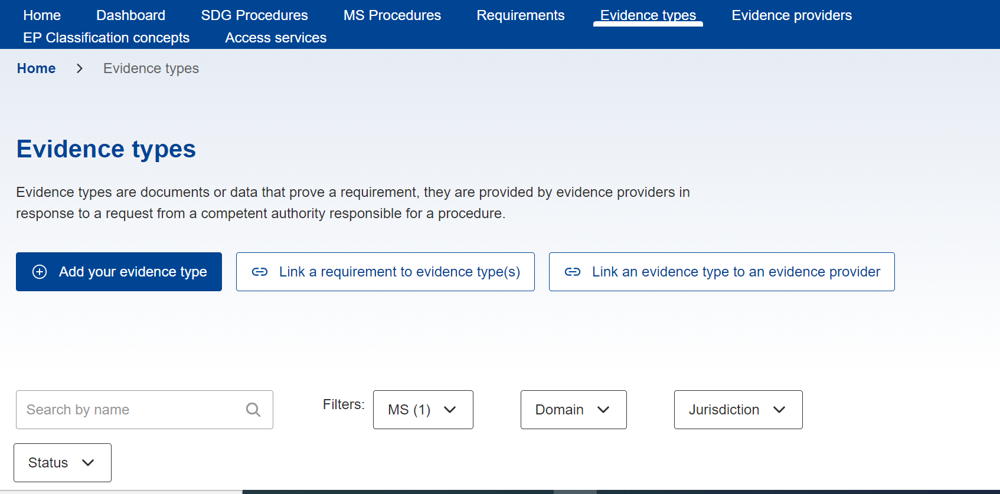 Home Dashboard SDG Procedures MS Procedures Requirements Evidence types Evidence providers
EP Classification concepts Access services
Home Evidence types
Evidence types
Evidence types are documents or data that prove a requirement, they are provided by evidence providers in
response to a request from a competent authority responsible for a procedure.
Add your evidence type Link a requirement to evidence type(s) Link an evidence type to an evidence provider
Search by name Filters: MS (1) Domain Jurisdiction
Status